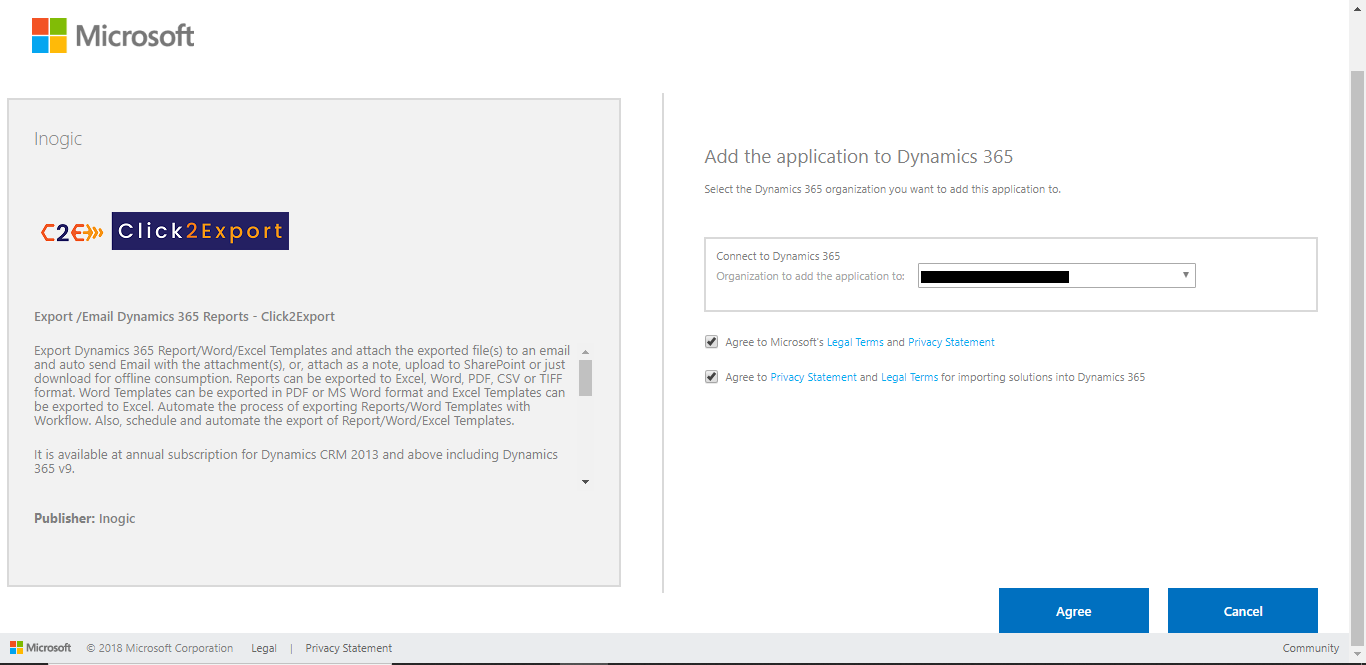 Microsoft
Inogic
C2E Click2Export
Export /Email Dynamics 365 Reports - Click2Export
Export Dynamics 365 Report/Word/Excel Templates and attach the exported file(s) to an email
and auto send Email with the attachment(s), or, attach as a note, upload to SharePoint or just
download for offline consumption. Reports can be exported to Excel, Word, PDF, CSV or TIFF
format. Word Templates can be exported in PDF or MS Word format and Excel Templates can
be exported to Excel. Automate the process of exporting Reports/Word Templates with
Workflow. Also, schedule and automate the export of Report/Word/Excel Templates.
It is available at annual subscription for Dynamics CRM 2013 and above including Dynamics
365 v9.
Publisher: Inogic
Add the application to Dynamics 365
Select the Dynamics 365 organization you want to add this application to.
Connect to Dynamics 365
Organization to add the application to:
Agree to Microsoft's Legal Terms and Privacy Statement
Agree to Privacy Statement and Legal Terms for importing solutions into Dynamics 365
Agree
Cancel
Microsoft © 2018 Microsoft Corporation Legal | Privacy Statement Community